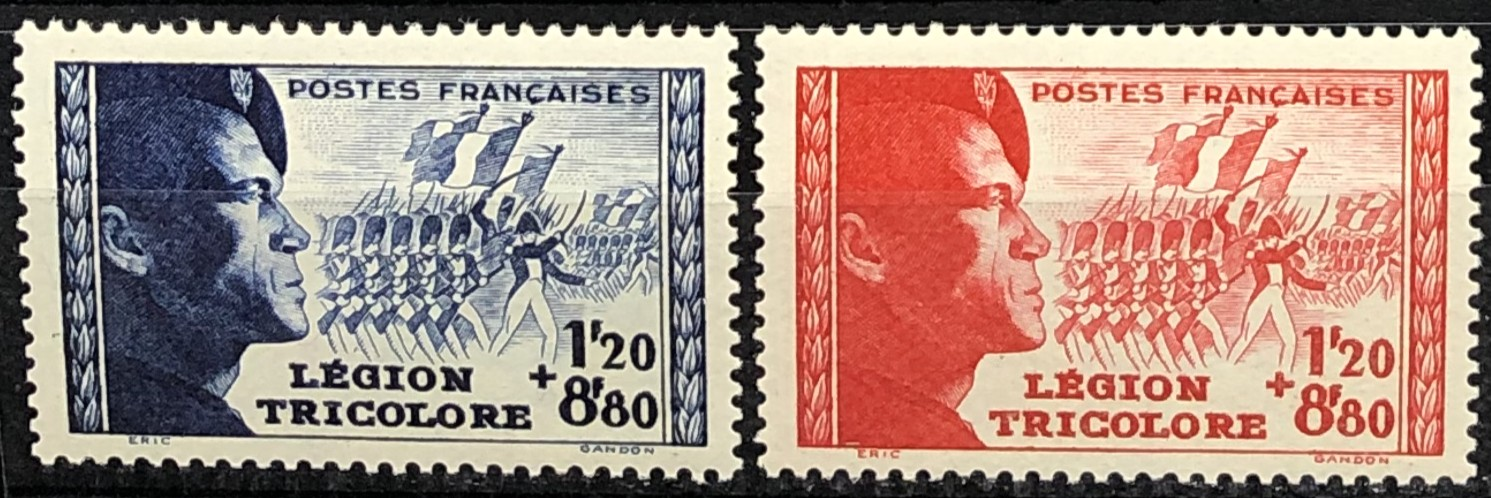 POSTES FRANÇAISES
1F20
+8F80
LÉGION
TRICOLORE
ERIC
GANDON
POSTES FRANÇAISES
1F20
+8F80
LÉGION
TRICOLORE
ERIC
GANDON